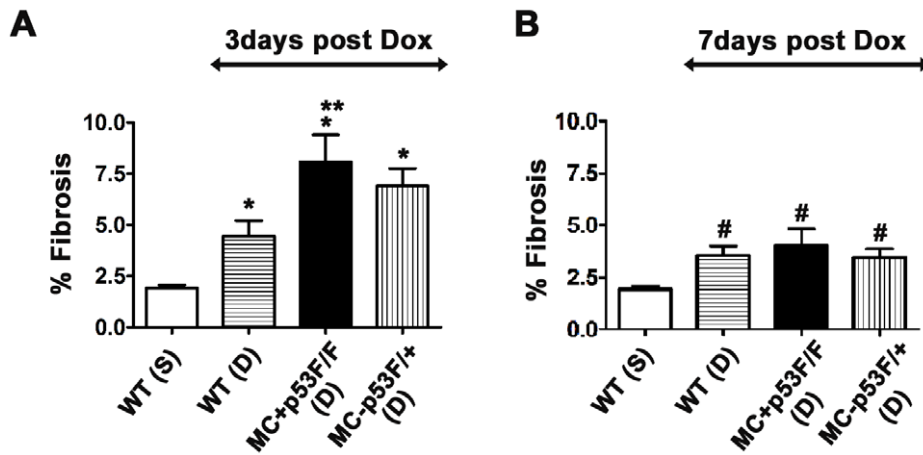 A
3days post Dox
% Fibrosis
10.0
7.5
5.0
2.5
0.0
*
**
*
*
WT (S)
WT (D)
MC+p53F/F
(D)
MC-p53F/+
(D)
B
7days post Dox
% Fibrosis
10.0
7.5
5.0
2.5
0.0
#
#
#
WT (S)
WT (D)
MC+p53F/F
(D)
MC-p53F/+
(D)